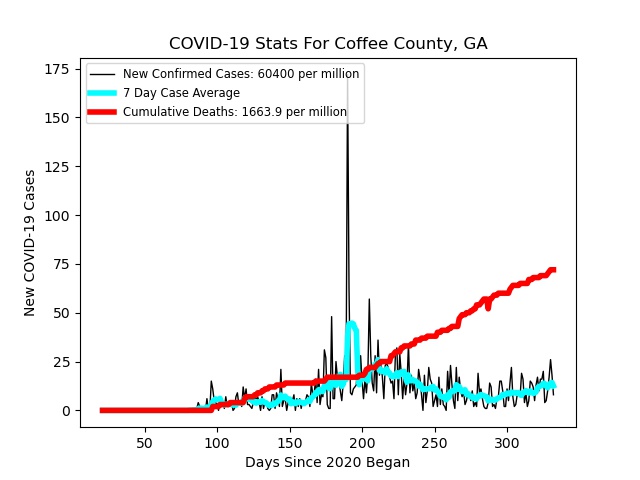 COVID-19 Stats For Coffee County, GA
New Confirmed Cases: 60400 per million
7 Day Case Average
Cumulative Deaths: 1663.9 per million
175
150
125
100
75
50
25
0
New COVID-19 Cases
50
100
150
200
250
300
Days Since 2020 Began